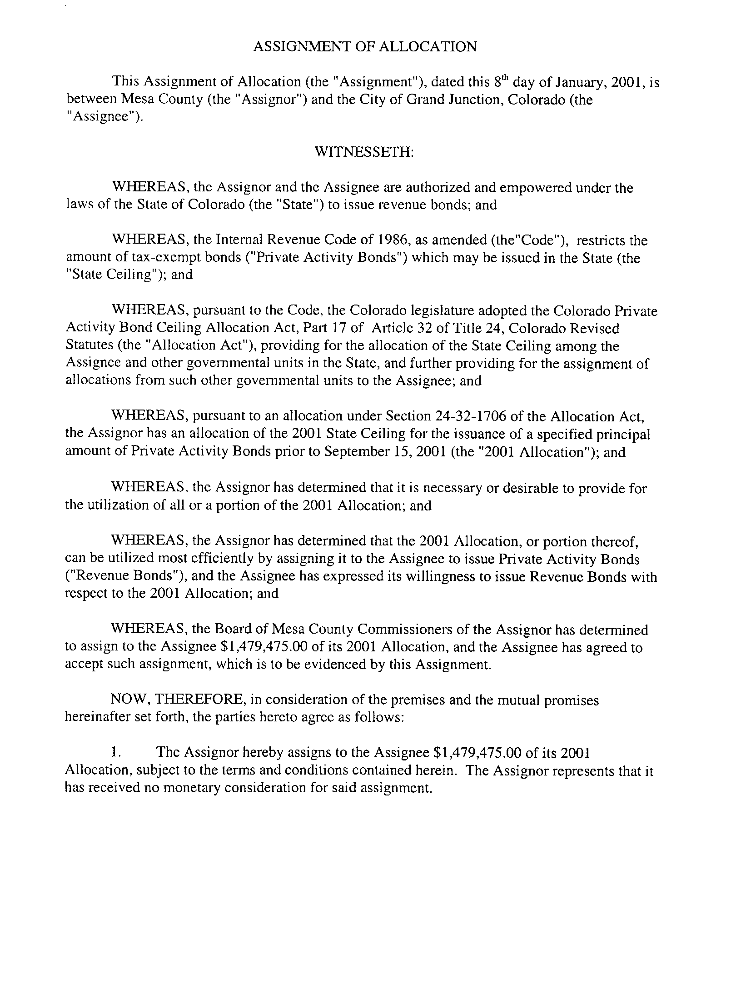 ASSIGNMENT OF ALLOCATION
This Assignment of Allocation (the "Assignment"), dated this 8th day of January, 2001, is
between Mesa County (the "Assignor") and the City of Grand Junction, Colorado (the
"Assignee").
WITNESSETH:
WHEREAS, the Assignor and the Assignee are authorized and empowered under the
laws of the State of Colorado (the "State") to issue revenue bonds; and
WHEREAS, the Internal Revenue Code of 1986, as amended (the"Code"), restricts the
amount of tax-exempt bonds ("Private Activity Bonds") which may be issued in the State (the
"State Ceiling"); and
WHEREAS, pursuant to the Code, the Colorado legislature adopted the Colorado Private
Activity Bond Ceiling Allocation Act, Part 17 of Article 32 of Title 24, Colorado Revised
Statutes (the "Allocation Act"), providing for the allocation of the State Ceiling among the
Assignee and other governmental units in the State, and further providing for the assignment of
allocations from such other governmental units to the Assignee; and
WHEREAS, pursuant to an allocation under Section 24-32-1706 of the Allocation Act,
the Assignor has an allocation of the 2001 State Ceiling for the issuance of a specified principal
amount of Private Activity Bonds prior to September 15, 2001 (the "2001 Allocation"); and
WHEREAS, the Assignor has determined that it is necessary or desirable to provide for
the utilization of all or a portion of the 2001 Allocation; and
WHEREAS, the Assignor has determined that the 2001 Allocation, or portion thereof,
can be utilized most efficiently by assigning it to the Assignee to issue Private Activity Bonds
("Revenue Bonds"), and the Assignee has expressed its willingness to issue Revenue Bonds with
respect to the 2001 Allocation; and
WHEREAS, the Board of Mesa County Commissioners of the Assignor has determined
to assign to the Assignee $1,479,475.00 of its 2001 Allocation, and the Assignee has agreed to
accept such assignment, which is to be evidenced by this Assignment.
NOW, THEREFORE, in consideration of the premises and the mutual promises
hereinafter set forth, the parties hereto agree as follows:
1. The Assignor hereby assigns to the Assignee $1,479,475.00 of its 2001
Allocation, subject to the terms and conditions contained herein. The Assignor represents that it
has received no monetary consideration for said assignment.